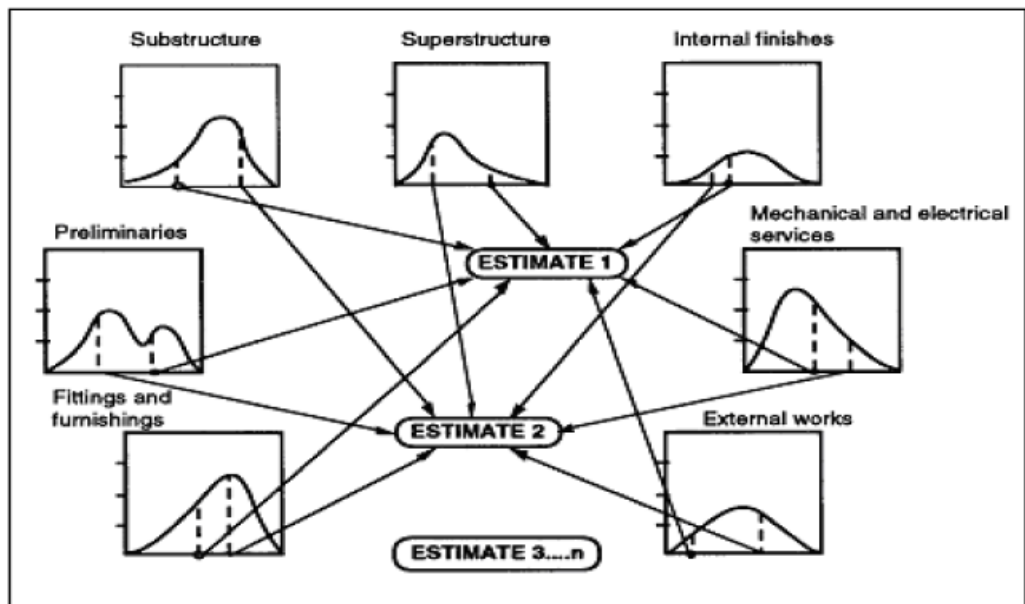 Substructure
Superstructure
Internal finishes
Preliminaries
ESTIMATE 1
Mechanical and electrical
services
Fittings and
furnishings
ESTIMATE 2
External works
ESTIMATE 3....n